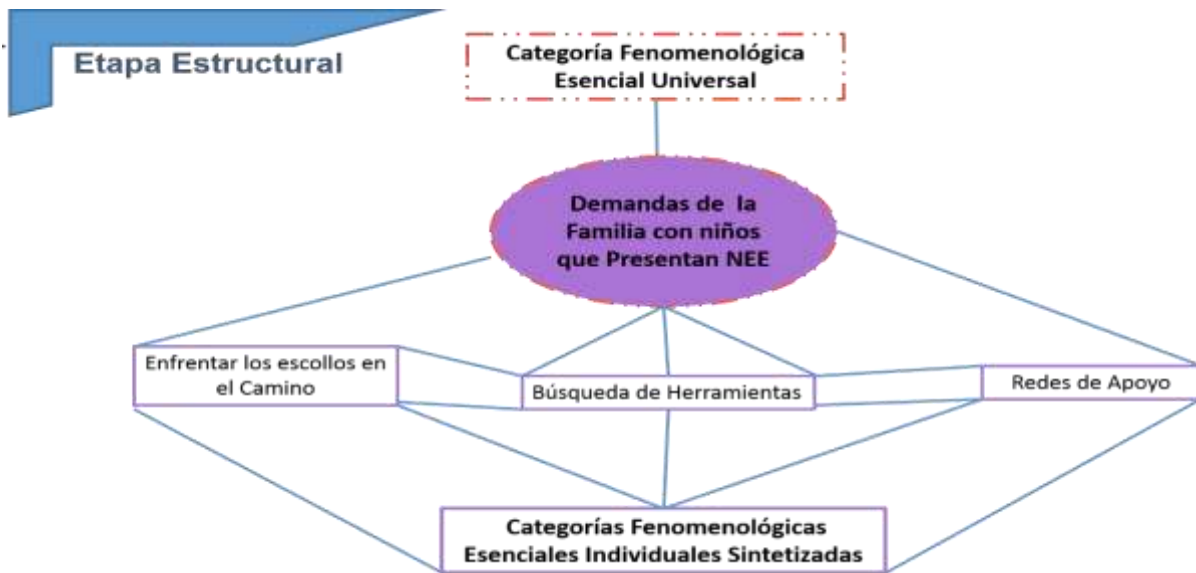 Etapa Estructural
Categoría Fenomenológica
Esencial Universal
Demandas de la
Familia con niños
que Presentan NEE
Enfrentar los escollos en
el Camino
Búsqueda de Herramientas
Redes de Apoyo
Categorías Fenomenológicas
Esenciales Individuales Sintetizadas